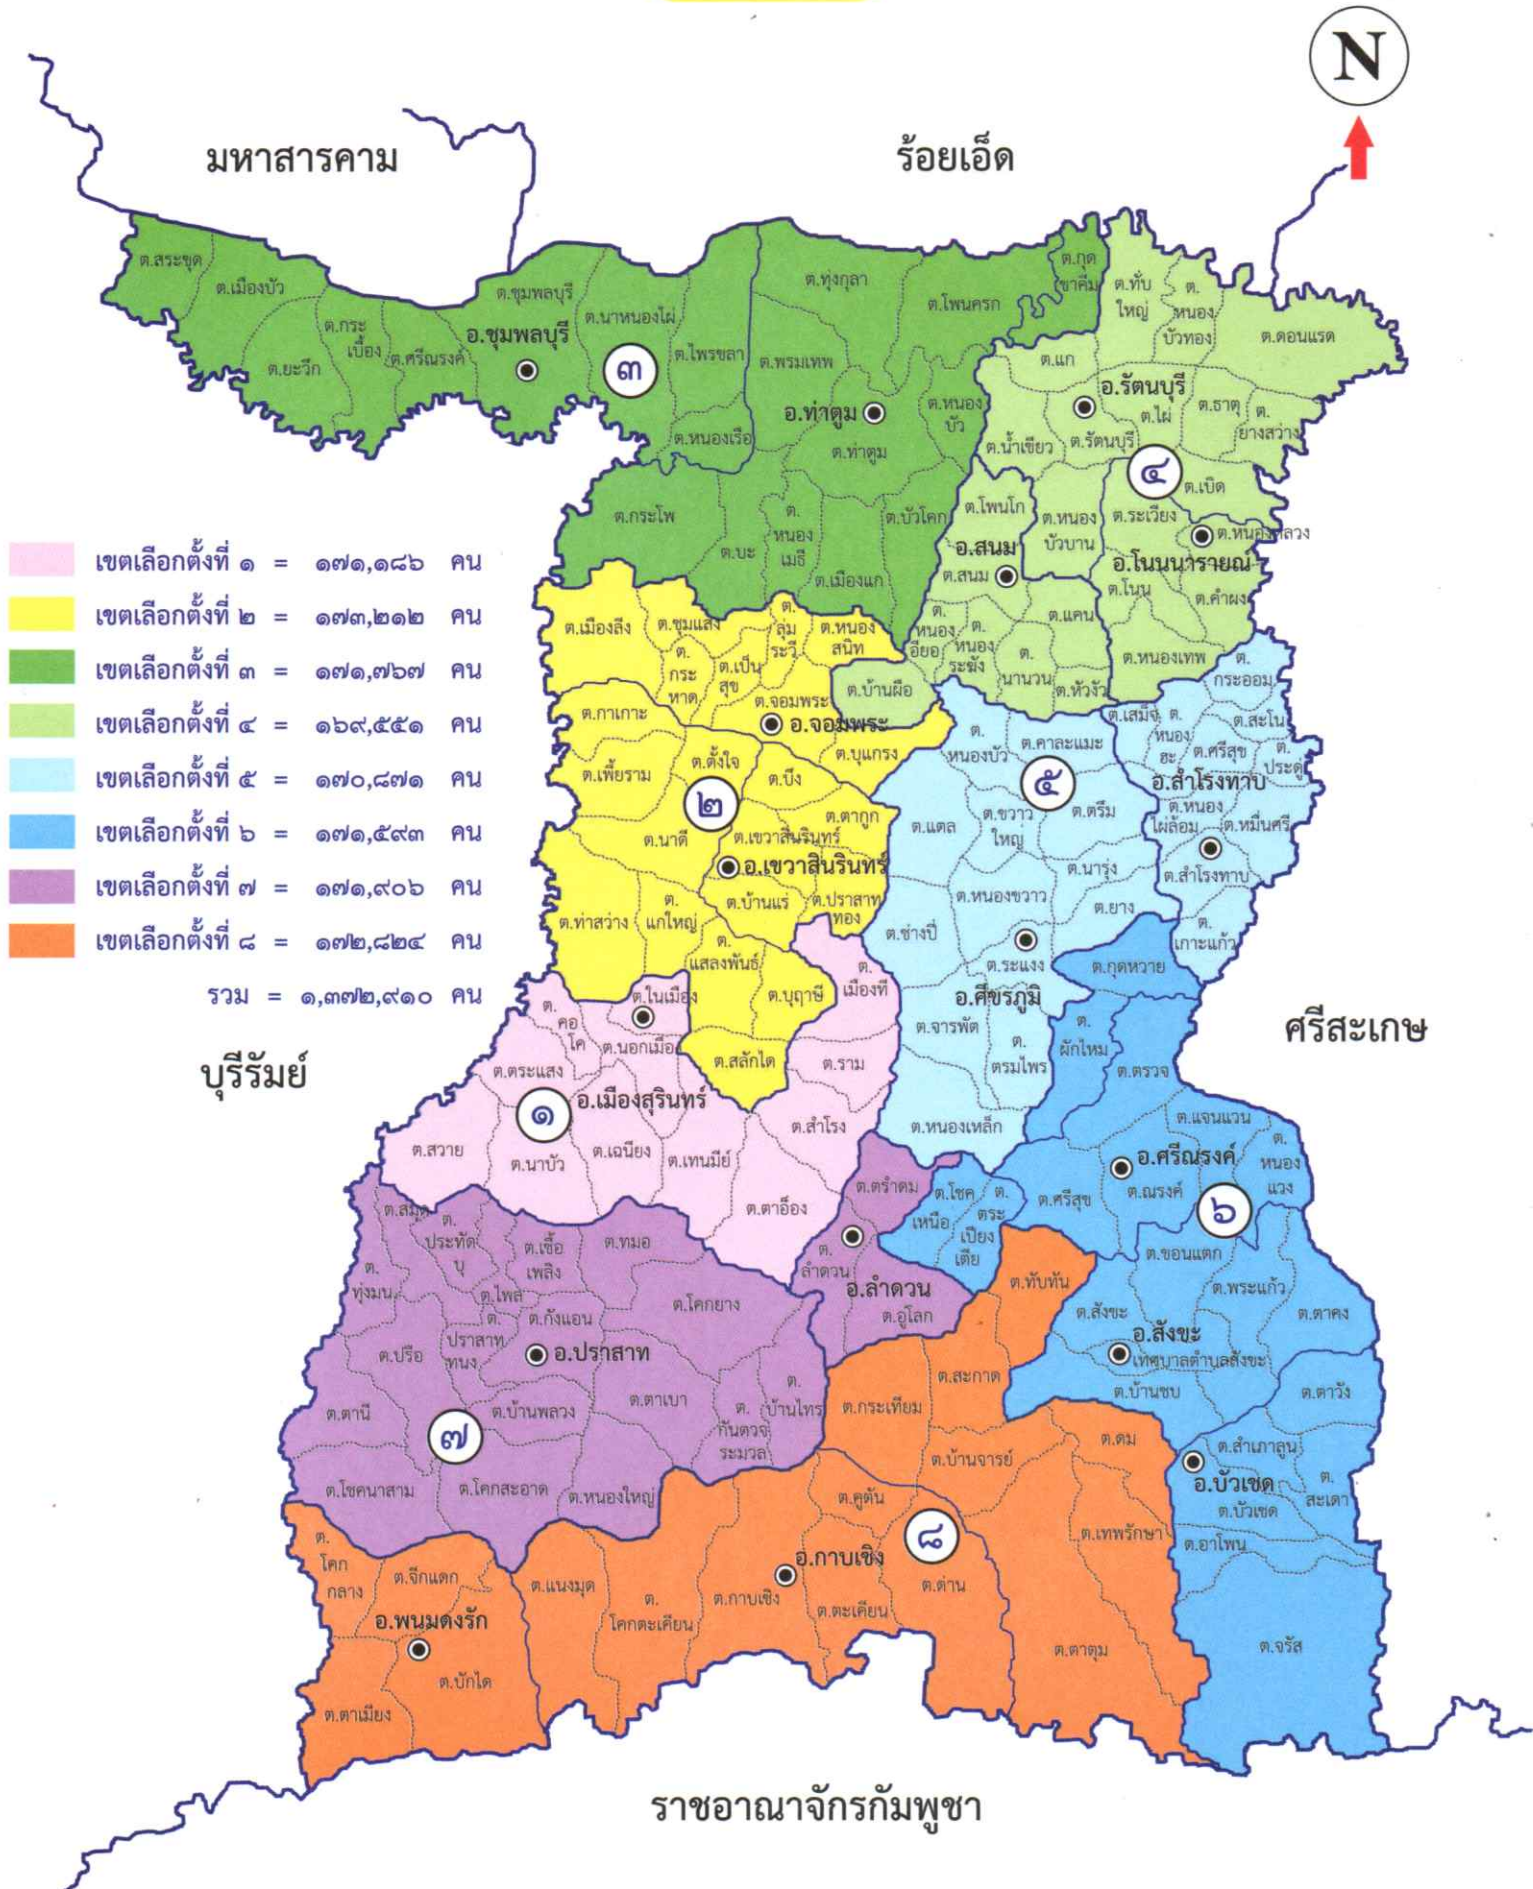 N
มหาสารคาม
ร้อยเอ็ด
ต.สระขุด
ต.เมืองบัว
ต.ยะวึก
ต.กระ
เบื้อง
ต.ศรีณรงค์
ต.ชุมพลบุรี
อ.ชุมพลบุรี
ต.นาหนองไผ่
๓
ต.ไพรขลา
ต.หนองเรือ
ต.ทุ่งกุลา
ต.โพนครก
ต.กุด
ขาคีม
ต.พรมเทพ
อ.ท่าตูม
ต.ท่าตูม
ต.หนอง
บัว
ต.กระโพ
ต.บะ
ต.
หนอง
เมธี
ต.เมืองแก
ต.บัวโคก
ต.ทับ
ใหญ่
ต.
หนอง
บัวทอง
ต.ดอนแรด
ต.แก
อ.รัตนบุรี
ต.ไผ่
ต.ธาตุ
ต.
ยางสว่าง
ต.น้ำเขียว
ต.รัตนบุรี
๔
ต.เบิด
ต.โพนโก
ต.หนอง
บัวบาน
ต.ระเวียง
ต.หนองหลวง
อ.สนม
ต.สนม
อ.โนนนารายณ์
ต.โนน
ต.คำผง
ต.แคน
ต.
หนอง
อียอ
ต.
หนอง
ระฆัง
ต.
นานวน
ต.หัวงัว
ต.หนองเทพ
ต.บ้านผือ
เขตเลือกตั้งที่ ๑ = ๑๗๑,๑๘๖ คน
เขตเลือกตั้งที่ ๒ = ๑๗๓,๒๑๒ คน
เขตเลือกตั้งที่ ๓ = ๑๗๑,๗๖๗ คน
เขตเลือกตั้งที่ ๔ = ๑๖๙,๕๕๑ คน
เขตเลือกตั้งที่ ๕ = ๑๗๐,๘๗๑ คน
เขตเลือกตั้งที่ ๖ = ๑๗๑,๕๙๓ คน
เขตเลือกตั้งที่ ๗ = ๑๗๑,๙๐๖ คน
เขตเลือกตั้งที่ ๘ = ๑๗๒,๘๒๔ คน
รวม = ๑,๓๗๒,๙๑๐ คน
ต.เมืองลีง
ต.ชุมแสง
ต.
ลุ่ม
ระวี
ต.หนอง
สนิท
ต.
กระ
หาด
ต.เป็น
สุข
ต.จอมพระ
อ.จอมพระ
ต.บุแกรง
ต.กาเกาะ
ต.เพี้ยราม
ต.ตั้งใจ
ต.บึง
๒
ต.ตากูก
ต.นาดี
ต.เขวาสินรินทร์
อ.เขวาสินรินทร์
ต.บ้านแร่
ต.ปราสาท
ทอง
ต.ท่าสว่าง
ต.
แกใหญ่
ต.
แสลงพันธ์
ต.บุฤาษี
ต.สลักได
ต.
กระออม
ต.เสม็จ
ต.
หนอง
ฮะ
ต.สะโน
ต.ศรีสุข
ต.
ประดู่
อ.สำโรงทาบ
ต.หนอง
ไผ่ล้อม
ต.หมื่นศรี
ต.สำโรงทาบ
ต.
เกาะแก้ว
ต.
หนองบัว
ต.คาละแมะ
๕
ต.แตล
ต.ขวาว
ใหญ่
ต.ตรึม
ต.นารุ่ง
ต.หนองขวาว
ต.ยาง
ต.ช่างปี่
ต.ระแงง
อ.ศีขรภูมิ
ต.จารพัต
ต.
ตรมไพร
ต.หนองเหล็ก
ต.กุดหวาย
ศรีสะเกษ
บุรีรัมย์
ต.
คอ
โค
ต.ในเมือง
ต.นอกเมือง
ต.
เมืองที
ต.ตระแสง
๑
อ.เมืองสุรินทร์
ต.ราม
ต.สำโรง
ต.สวาย
ต.นาบัว
ต.เฉนียง
ต.เทนมีย์
ต.ตาอ็อง
ต.
ผักไหม
ต.ตรวจ
ต.แจนแวน
อ.ศรีณรงค์
ต.
หนอง
แวง
ต.ศรีสุข
ต.ณรงค์
๖
ต.โชค
เหนือ
ต.
ตระ
เปียง
เตีย
ต.ขอนแตก
ต.พระแก้ว
ต.ตาคง
ต.สังขะ
อ.สังขะ
เทศบาลตำบลสังขะ
ต.บ้านชบ
ต.ตาวัง
ต.สำเภาลูน
อ.บัวเชด
ต.
สะเดา
ต.บัวเชด
ต.อาโพน
ต.จรัส
ต.ตรำดม
ต.
ลำดวน
อ.ลำดวน
ต.อู่โลก
ต.สมุด
ต.
ประทัด
บุ
ต.เชื้อ
เพลิง
ต.ทมอ
ต.
ทุ่งมน
ต.ไพล
ต.กังแอน
ต.โคกยาง
ต.
ปราสาท
ทนง
ต.ปรือ
อ.ปราสาท
ต.ตานี
ต.บ้านพลวง
ต.ตาเบา
ต.
กันตวจ
ระมวล
ต.
บ้านไทร
๗
ต.โชคนาสาม
ต.โคกสะอาด
ต.หนองใหญ่
ต.ทับทัน
ต.สะกาด
ต.กระเทียม
ต.บ้านจารย์
ต.ดม
ต.คูตัน
๘
ต.เทพรักษา
ต.
โคก
กลาง
ต.จีกแดก
อ.พนมดงรัก
ต.บักได
ต.ตาเมียง
ต.แนงมุด
ต.
โคกตะเคียน
ต.กาบเชิง
อ.กาบเชิง
ต.ตะเคียน
ต.ด่าน
ต.ตาตุม
ราชอาณาจักรกัมพูชา